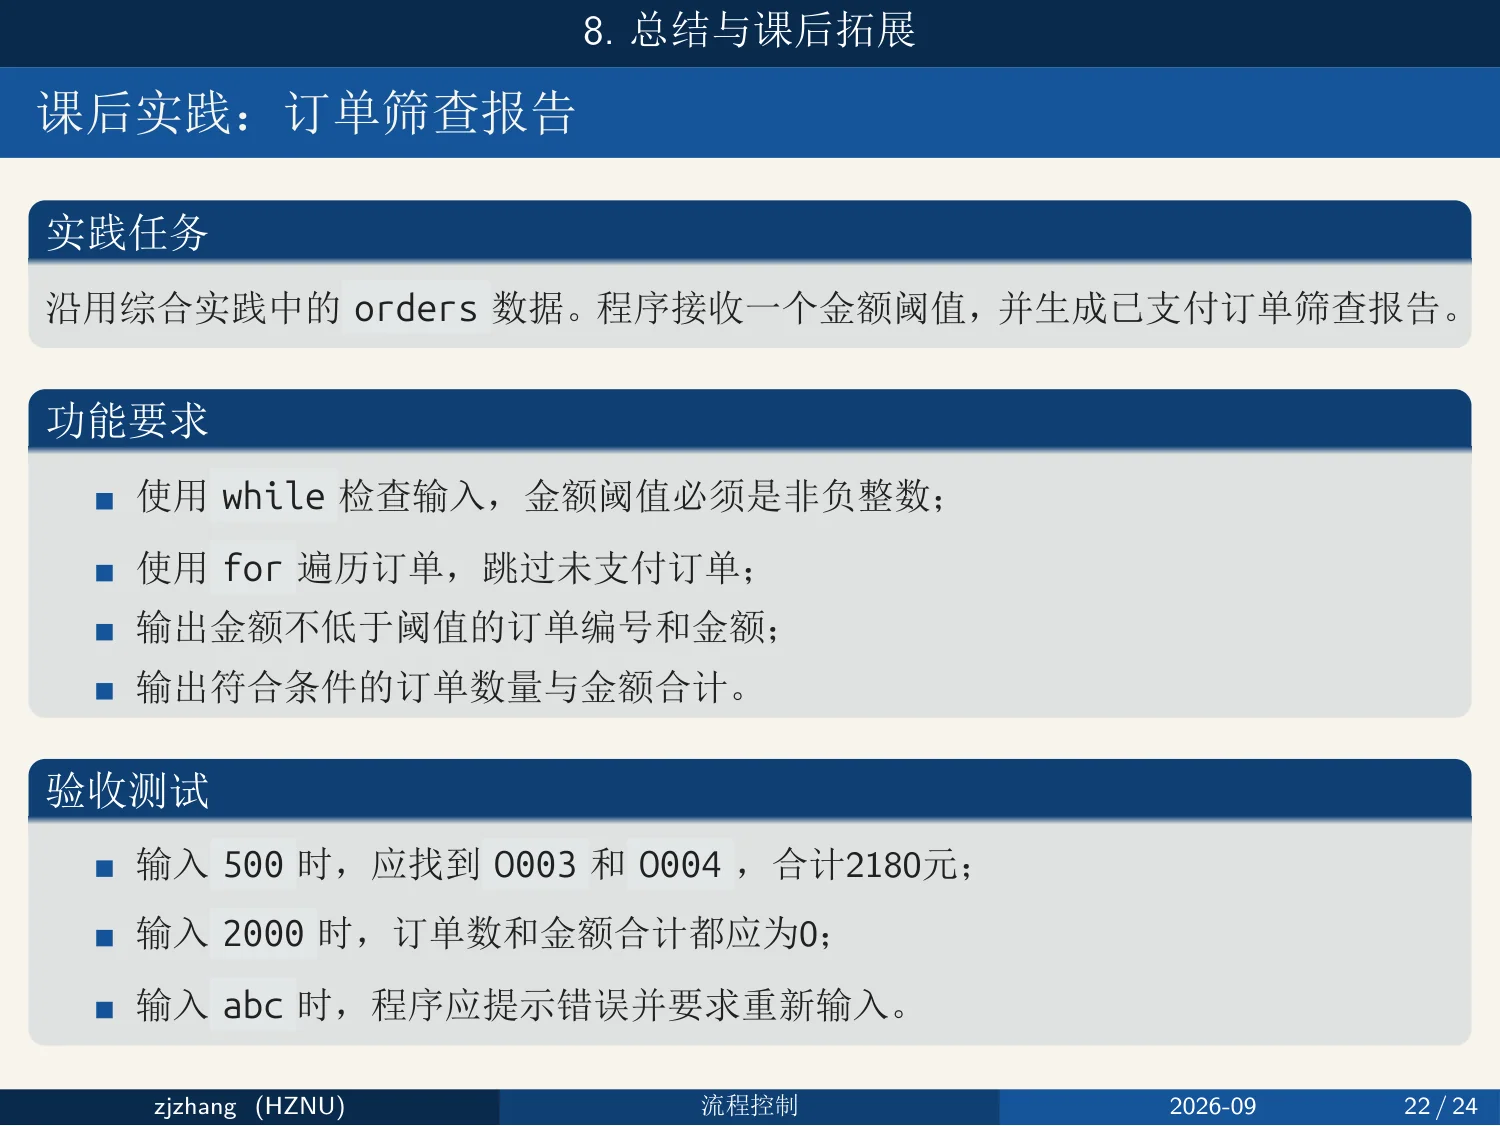 8. 总结与课后拓展
课后实践：订单筛查报告
实践任务
沿用综合实践中的 orders 数据。程序接收一个金额阈值，并生成已支付订单筛查报告。
功能要求
使用 while 检查输入，金额阈值必须是非负整数；
使用 for 遍历订单，跳过未支付订单；
输出金额不低于阈值的订单编号和金额；
输出符合条件的订单数量与金额合计。
验收测试
输入 500 时，应找到 O003 和 O004 ，合计2180元；
输入 2000 时，订单数和金额合计都应为0；
输入 abc 时，程序应提示错误并要求重新输入。
zjzhang (HZNU) 流程控制 2026-09 22 / 24